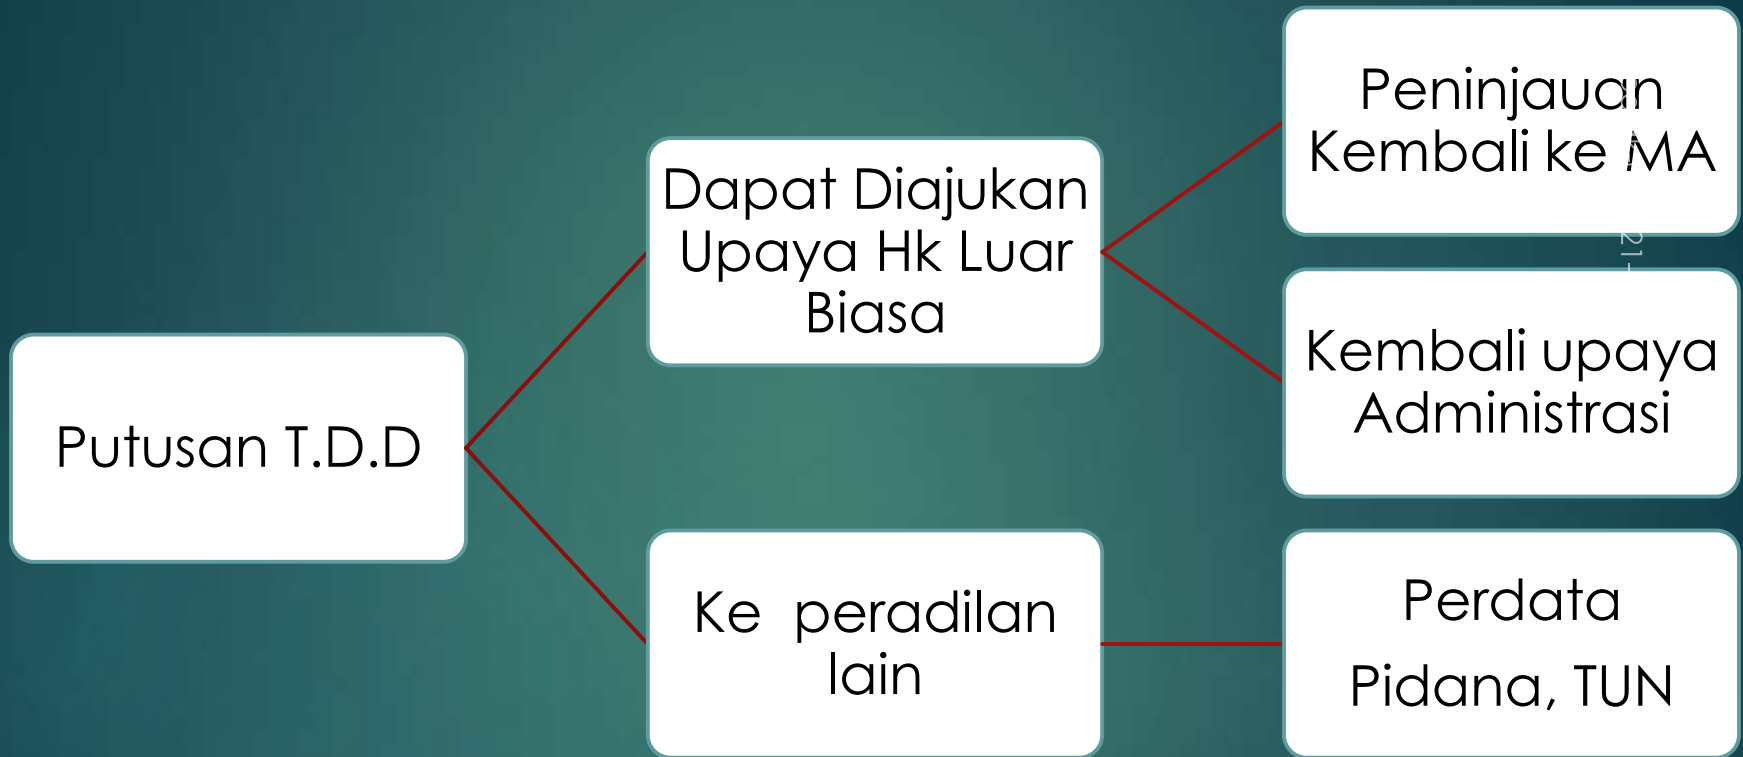 Putusan T.D.D
Dapat Diajukan
Upaya Hk Luar
Biasa
Ke peradilan
lain
Peninjauan
Kembali ke MA
Kembali upaya
Administrasi
Perdata
Pidana, TUN
21-